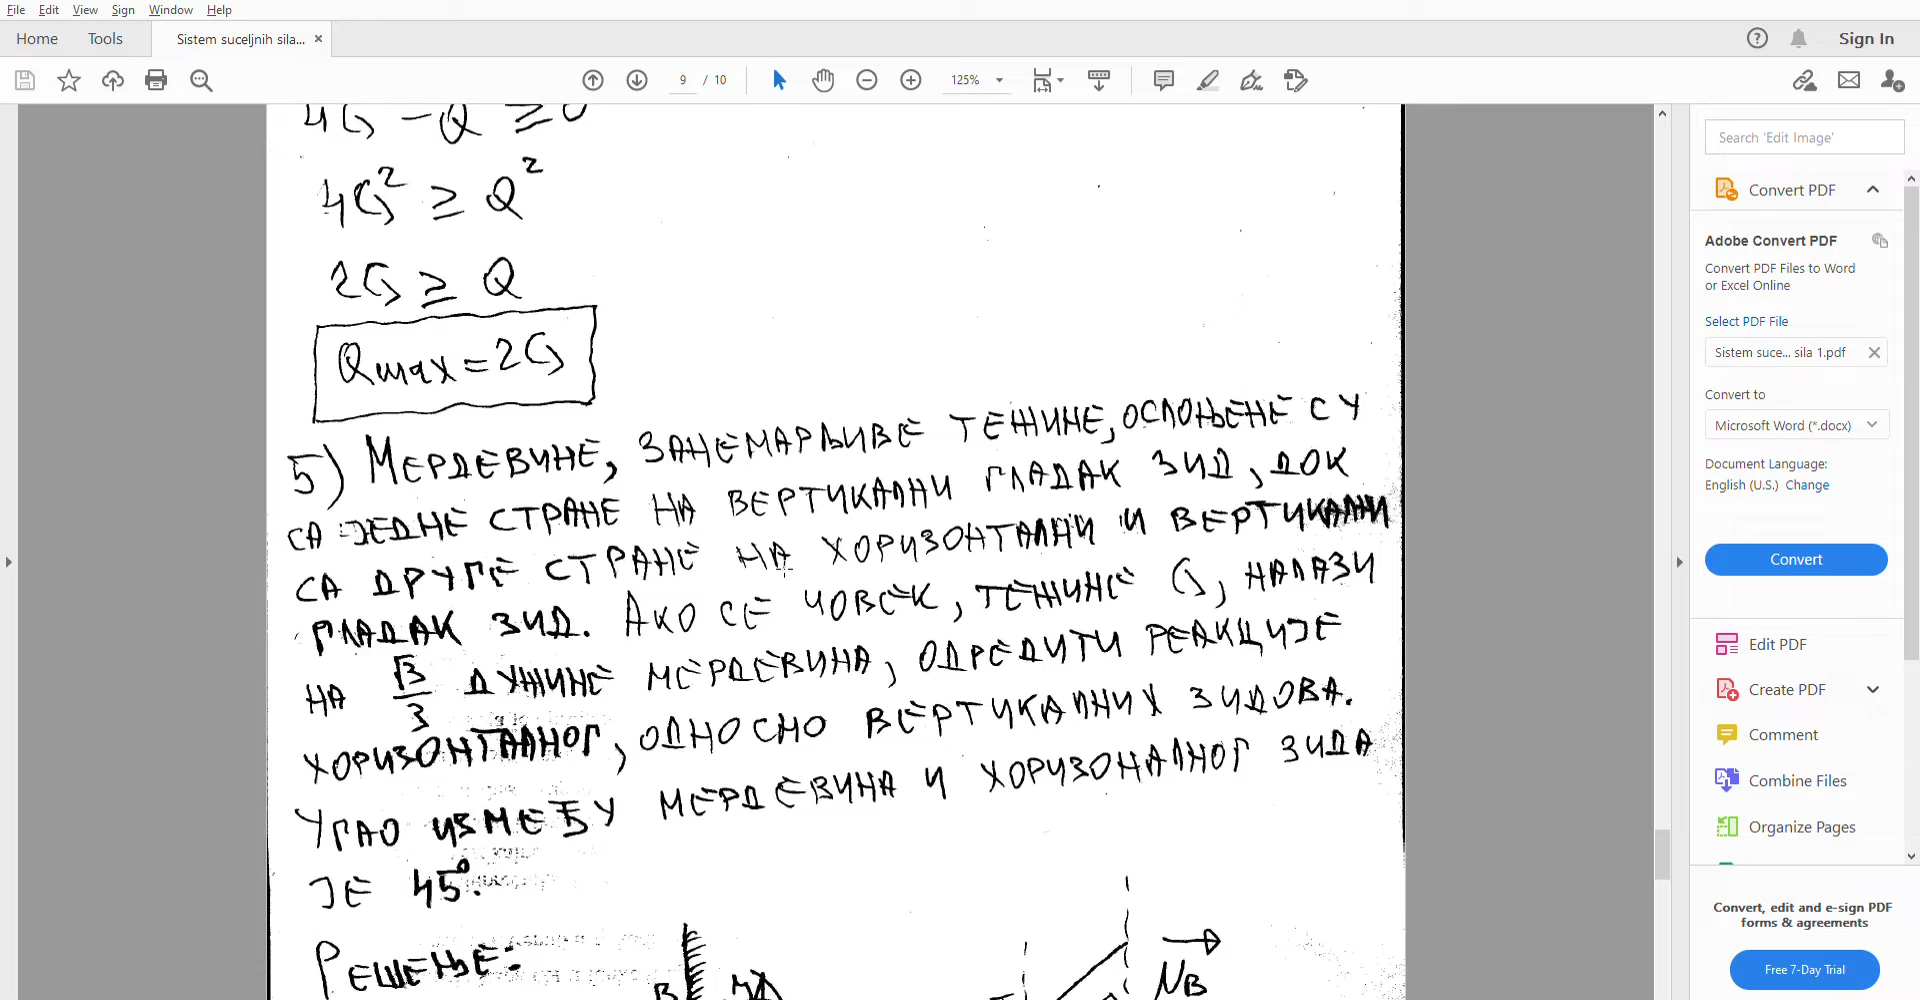 File Edit View Sign Window Help
Home Tools Sistem suceljnih sila... × Sign In
9 / 10 125%
4G² ≥ Q²
2G ≥ Q
Qmax = 2G
5) МЕРДЕВИНЕ, ЗАНЕМАРЉИВЕ ТЕЖИНЕ, ОСЛОЊЕНЕ СУ
СА ЈЕДНЕ СТРАНЕ НА ВЕРТИКАЛНИ ГЛАДАК ЗИД, ДОК
СА ДРУГЕ СТРАНЕ НА ХОРИЗОНТАЛНИ И ВЕРТИКАЛНИ
ГЛАДАК ЗИД. АКО СЕ ЧОВЕК, ТЕЖИНЕ G, НАЛАЗИ
НА √3/3 ДУЖИНЕ МЕРДЕВИНА, ОДРЕДИТИ РЕАКЦИЈЕ
ХОРИЗОНТАЛНОГ, ОДНОСНО ВЕРТИКАЛНИХ ЗИДОВА.
УГАО ИЗМЕЂУ МЕРДЕВИНА И ХОРИЗОНАЛНОГ ЗИДА
ЈЕ 45°.
РЕШЕЊЕ:
B
NB
Search 'Edit Image'
Convert PDF
Adobe Convert PDF
Convert PDF Files to Word
or Excel Online
Select PDF File
Sistem suce... sila 1.pdf
Convert to
Microsoft Word (*.docx)
Document Language:
English (U.S.) Change
Convert
Edit PDF
Create PDF
Comment
Combine Files
Organize Pages
Convert, edit and e-sign PDF
forms & agreements
Free 7-Day Trial